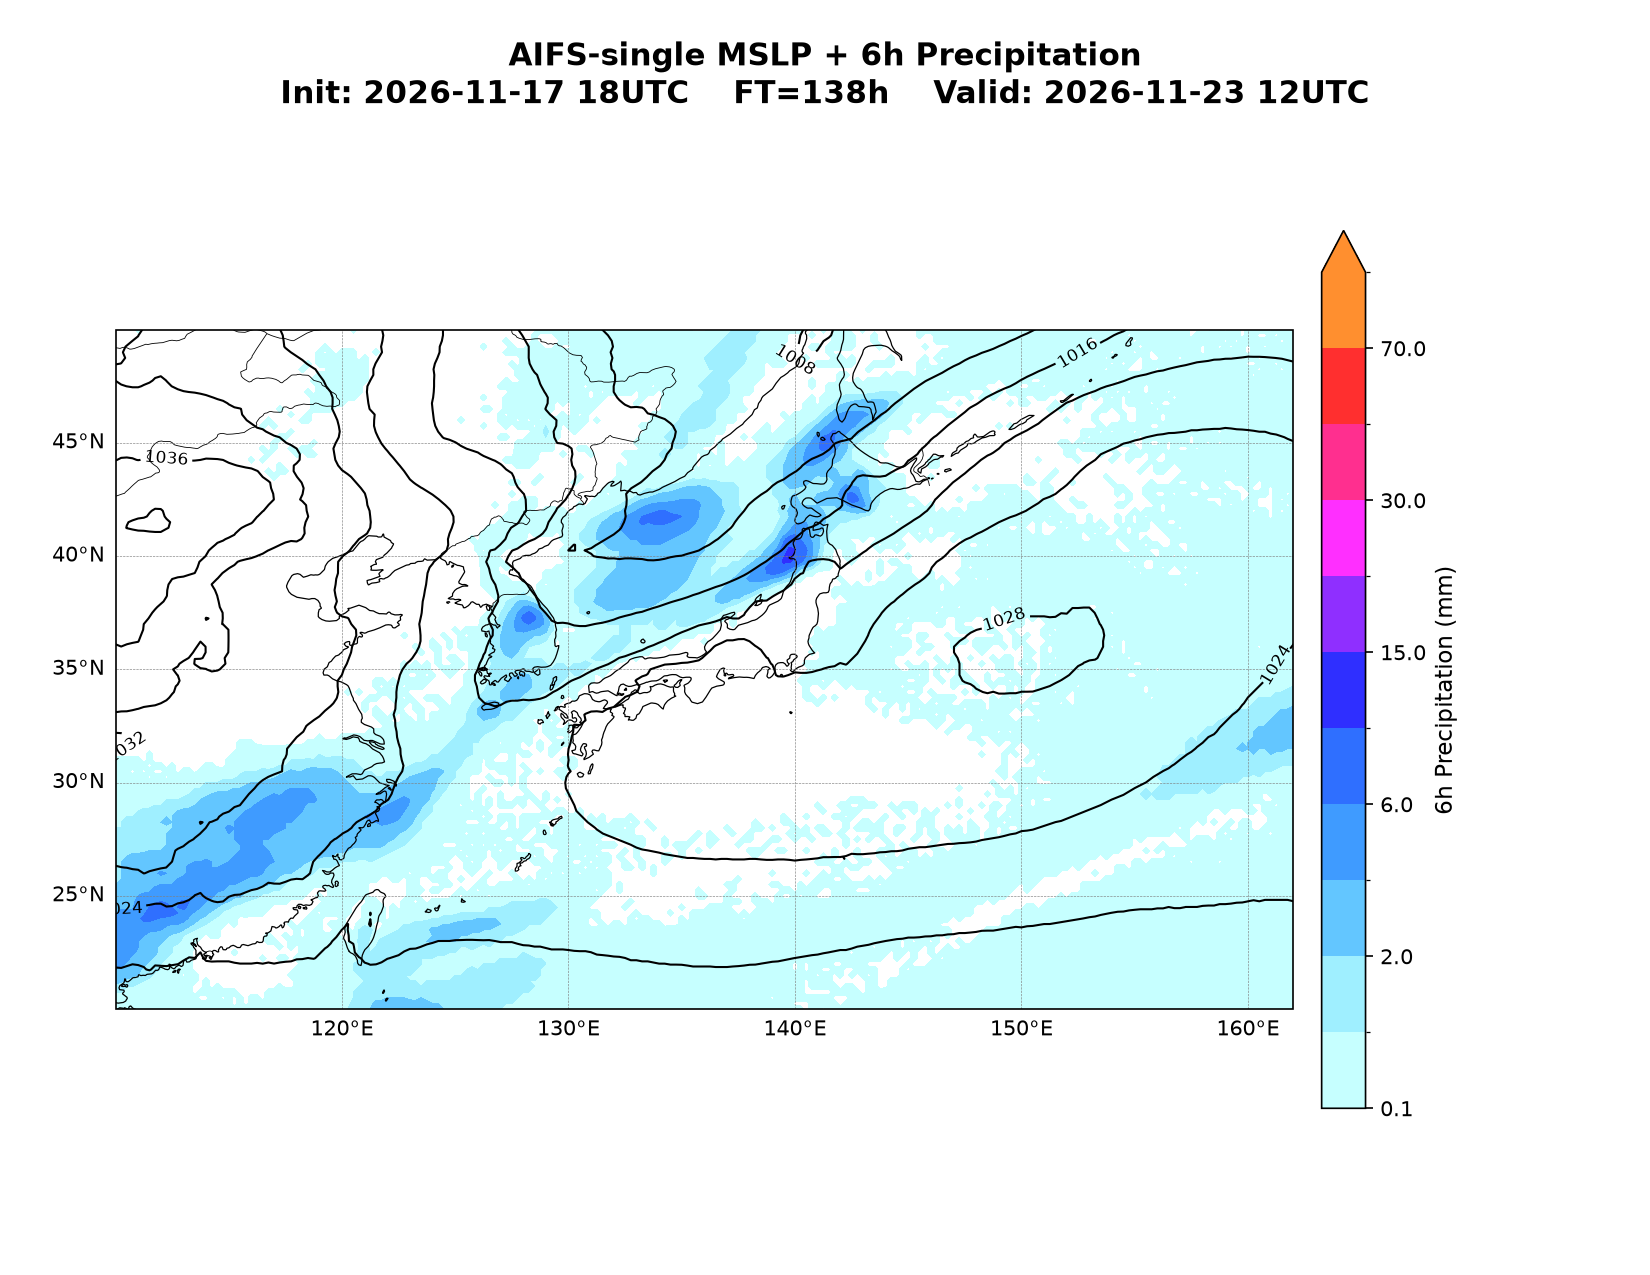 AIFS-single MSLP + 6h Precipitation
Init: 2026-11-17 18UTC    FT=138h    Valid: 2026-11-23 12UTC
1008
1016
1036
1028
1024
032
024
45°N
40°N
35°N
30°N
25°N
120°E
130°E
140°E
150°E
160°E
70.0
30.0
15.0
6.0
2.0
0.1
6h Precipitation (mm)